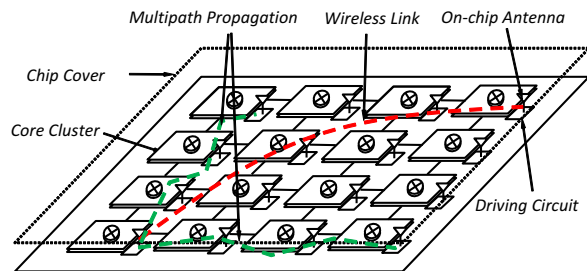 Multipath Propagation
Wireless Link
On-chip Antenna
Chip Cover
Core Cluster
Driving Circuit